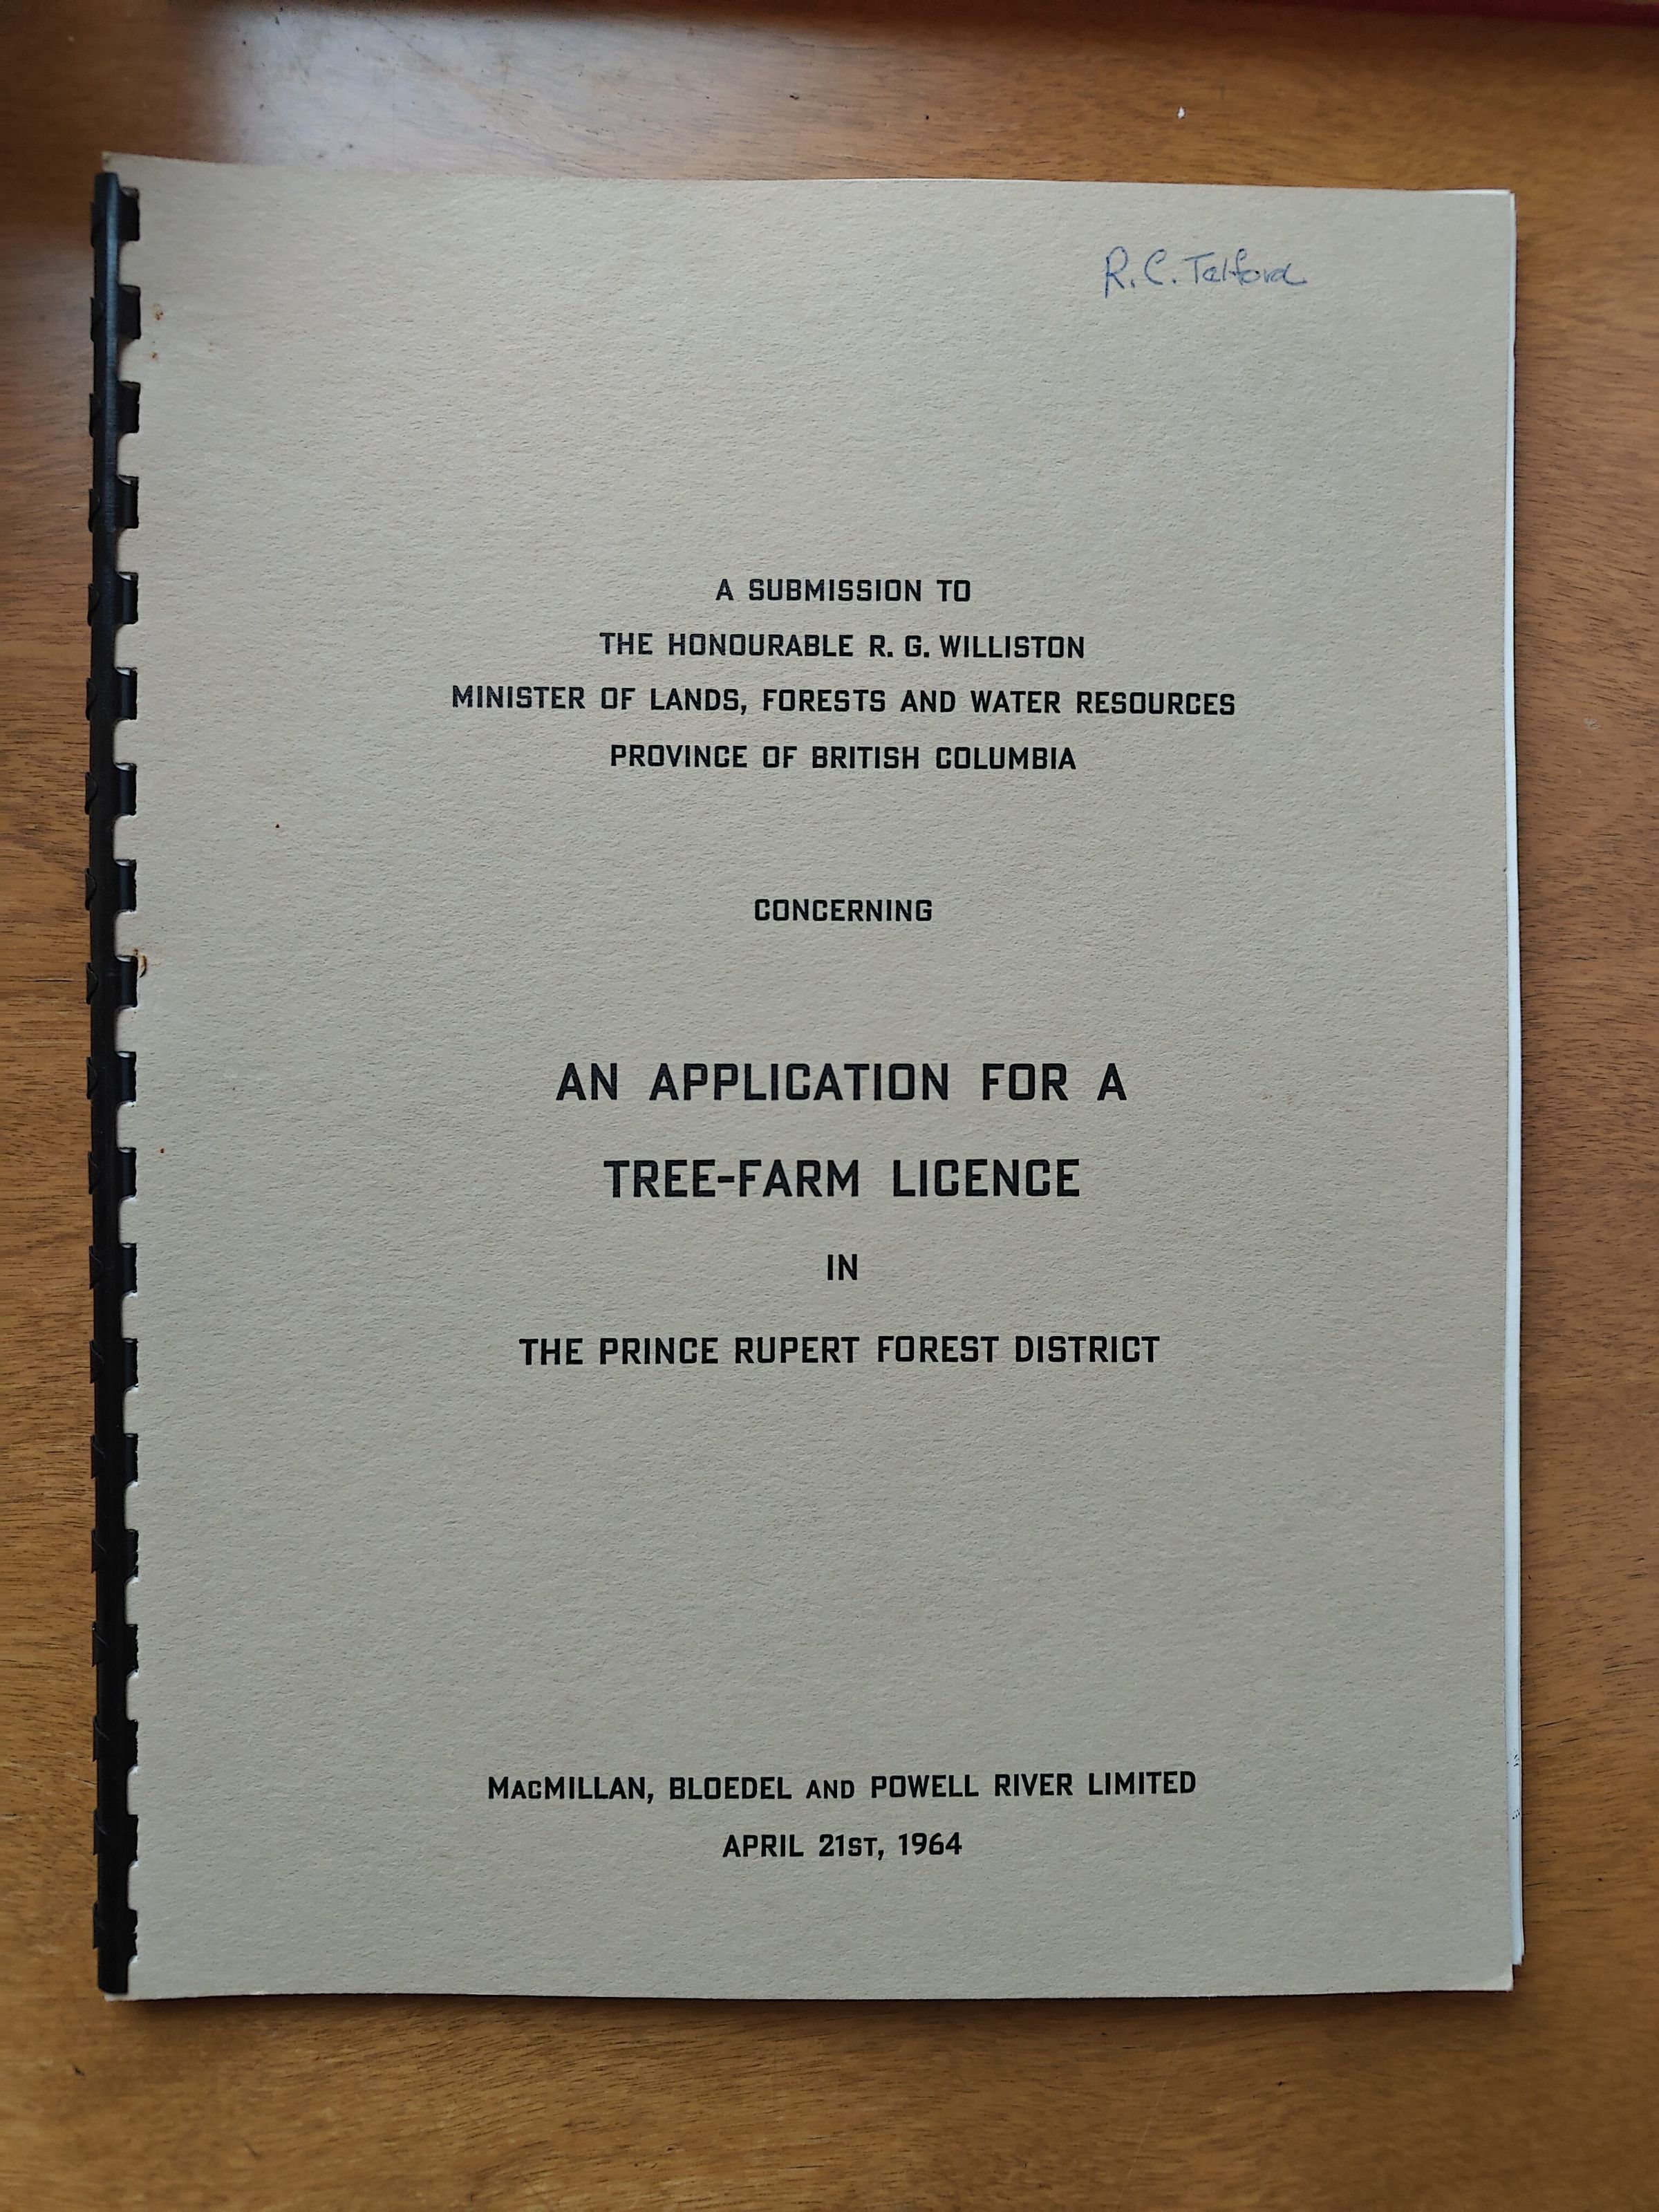 R. C. Telford
A SUBMISSION TO
THE HONOURABLE R. G. WILLISTON
MINISTER OF LANDS, FORESTS AND WATER RESOURCES
PROVINCE OF BRITISH COLUMBIA
CONCERNING
AN APPLICATION FOR A
TREE-FARM LICENCE
IN
THE PRINCE RUPERT FOREST DISTRICT
MACMILLAN, BLOEDEL AND POWELL RIVER LIMITED
APRIL 21ST, 1964